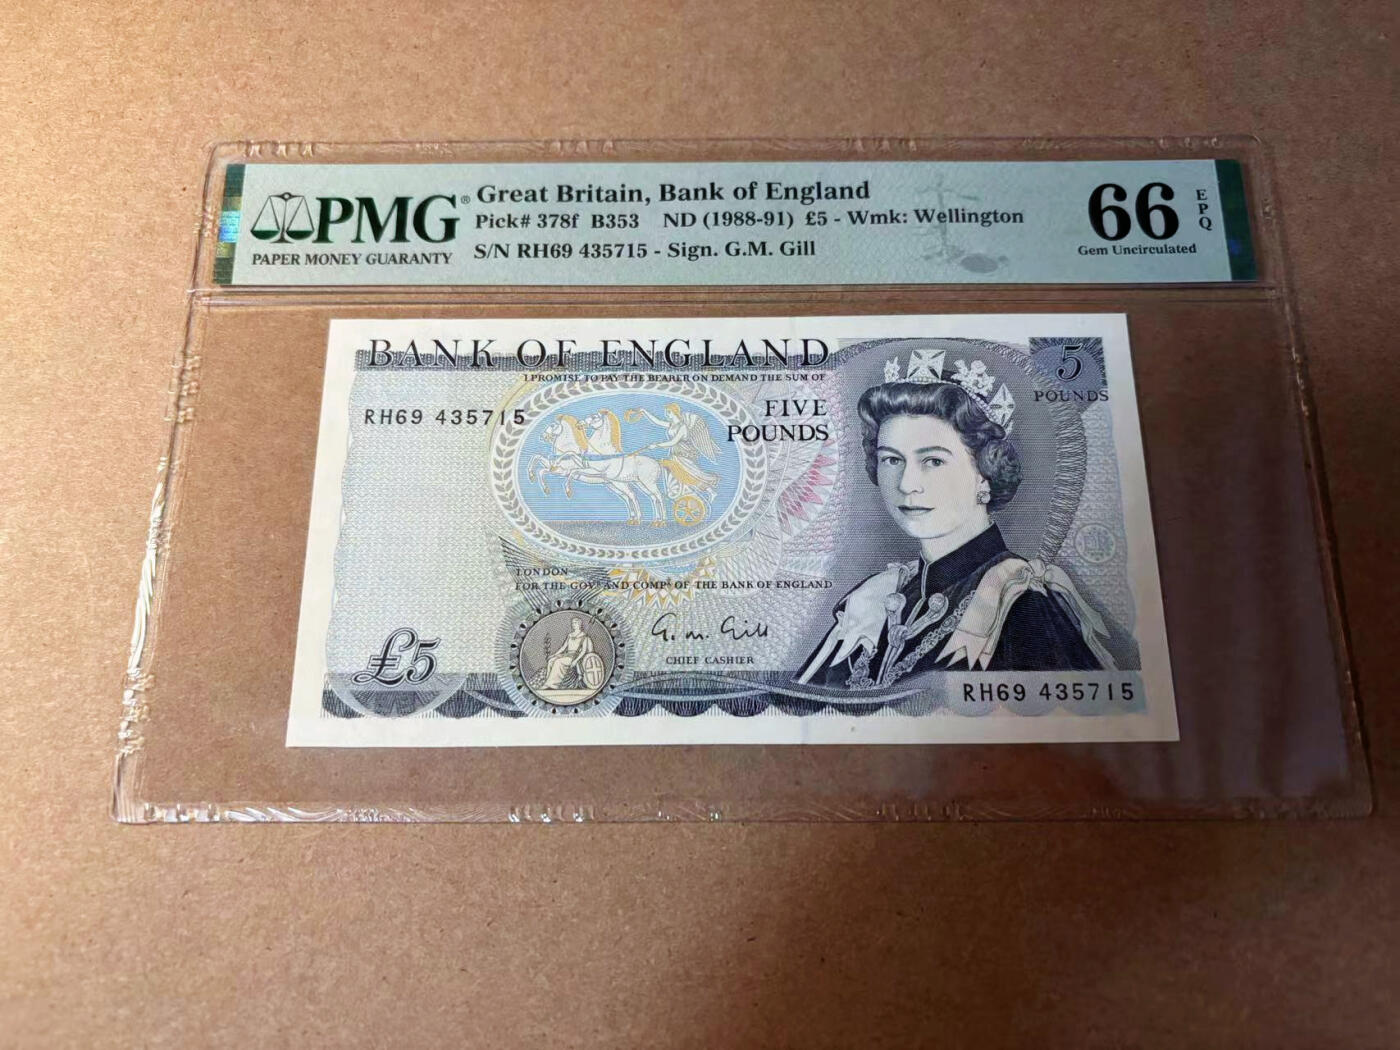 PMG®
PAPER MONEY GUARANTY
Great Britain, Bank of England
Pick# 378f B353 ND (1988-91) £5 - Wmk: Wellington
S/N RH69 435715 - Sign. G.M. Gill
66
EPQ
Gem Uncirculated
BANK OF ENGLAND
I PROMISE TO PAY THE BEARER ON DEMAND THE SUM OF
5
POUNDS
RH69 435715
FIVE
POUNDS
LONDON
FOR THE GOVR AND COMPA OF THE BANK OF ENGLAND
G. M. Gill
CHIEF CASHIER
£5
RH69 435715